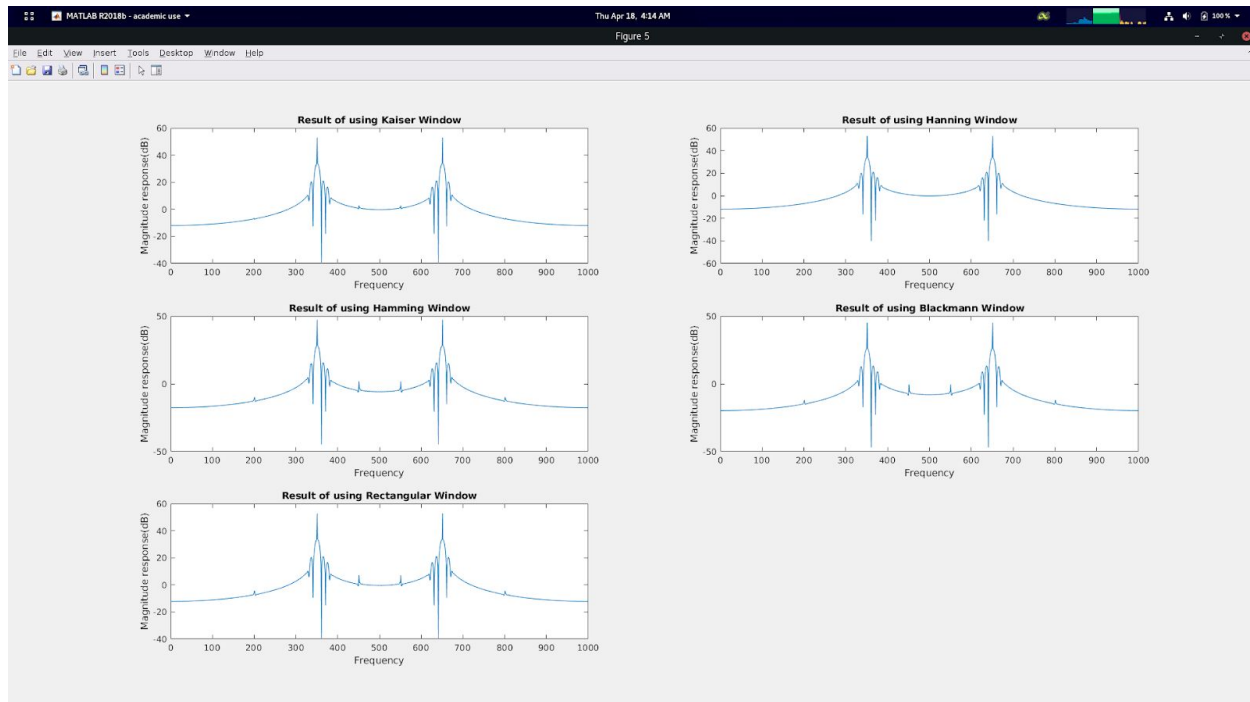 MATLAB R2018b - academic use
Thu Apr 18, 4:14 AM
100 %
Figure 5
File Edit View Insert Tools Desktop Window Help
Result of using Kaiser Window
Magnitude response(dB)
60
40
20
0
-20
-40
0 100 200 300 400 500 600 700 800 900 1000
Frequency
Result of using Hanning Window
Magnitude response(dB)
60
40
20
0
-20
-40
-60
0 100 200 300 400 500 600 700 800 900 1000
Frequency
Result of using Hamming Window
Magnitude response(dB)
50
0
-50
0 100 200 300 400 500 600 700 800 900 1000
Frequency
Result of using Blackmann Window
Magnitude response(dB)
50
0
-50
0 100 200 300 400 500 600 700 800 900 1000
Frequency
Result of using Rectangular Window
Magnitude response(dB)
60
40
20
0
-20
-40
0 100 200 300 400 500 600 700 800 900 1000
Frequency